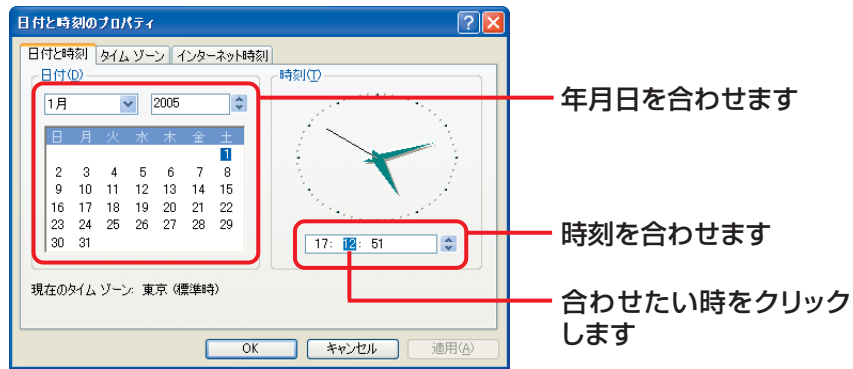 日付と時刻のプロパティ
日付と時刻 タイム ゾーン インターネット時刻
日付(D)
1月 2005
日 月 火 水 木 金 土
1
2 3 4 5 6 7 8
9 10 11 12 13 14 15
16 17 18 19 20 21 22
23 24 25 26 27 28 29
30 31
時刻(T)
17: 12: 51
現在のタイム ゾーン: 東京 (標準時)
OK キャンセル 適用(A)
年月日を合わせます
時刻を合わせます
合わせたい時をクリック
します